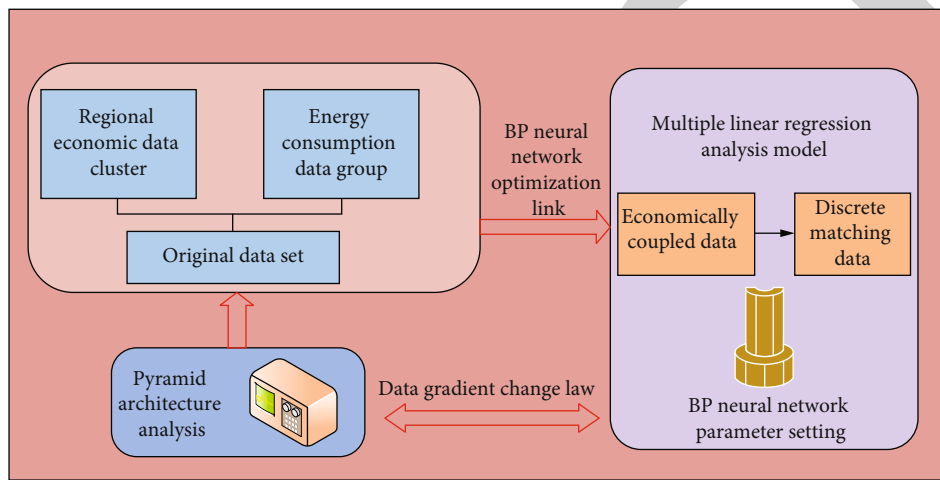 Regional
economic data
cluster
Energy
consumption
data group
Original data set
BP neural
network
optimization
link
Multiple linear regression
analysis model
Economically
coupled data
Discrete
matching
data
BP neural network
parameter setting
Pyramid
architecture
analysis
Data gradient change law